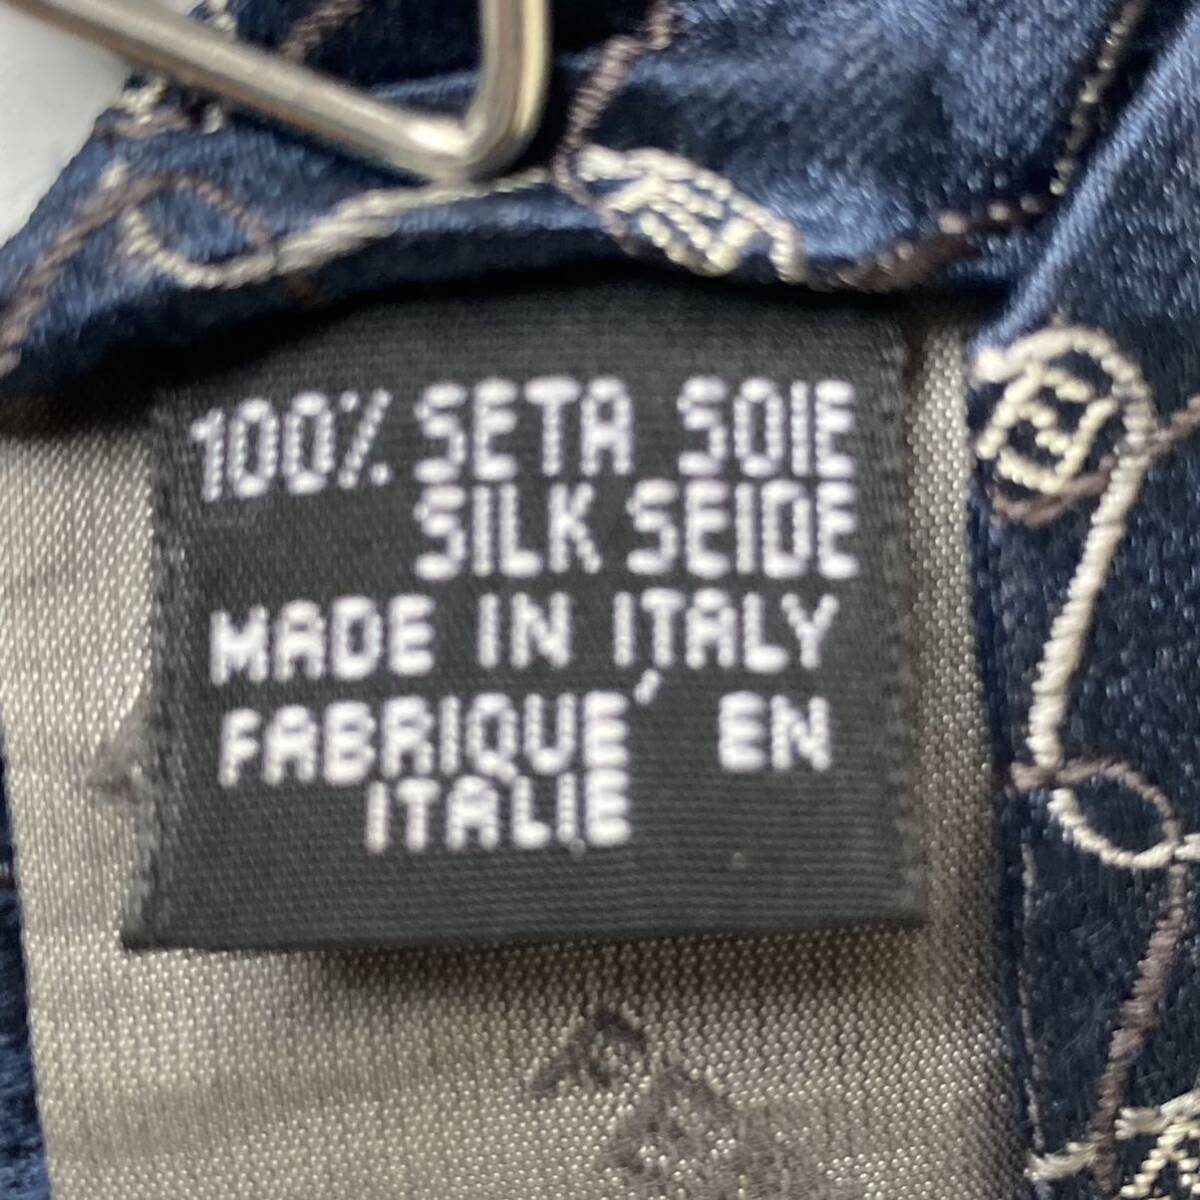 100% SETA SOIE
SILK SEIDE
MADE IN ITALY
FABRIQUE' EN
ITALIE